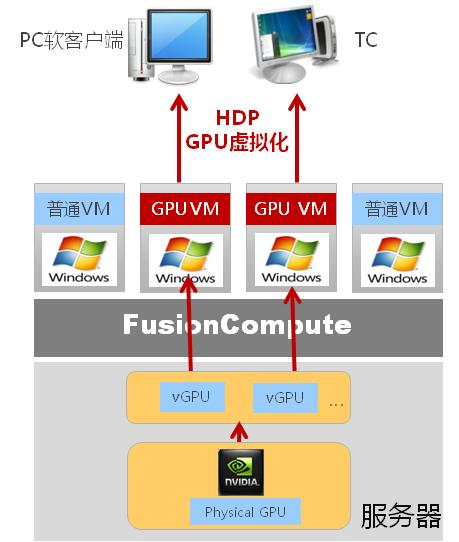 PC软客户端
TC
HDP
GPU虚拟化
普通VM
GPU VM
GPU VM
普通VM
Windows
Windows
Windows
Windows
FusionCompute
vGPU
vGPU
...
NVIDIA
Physical GPU
服务器